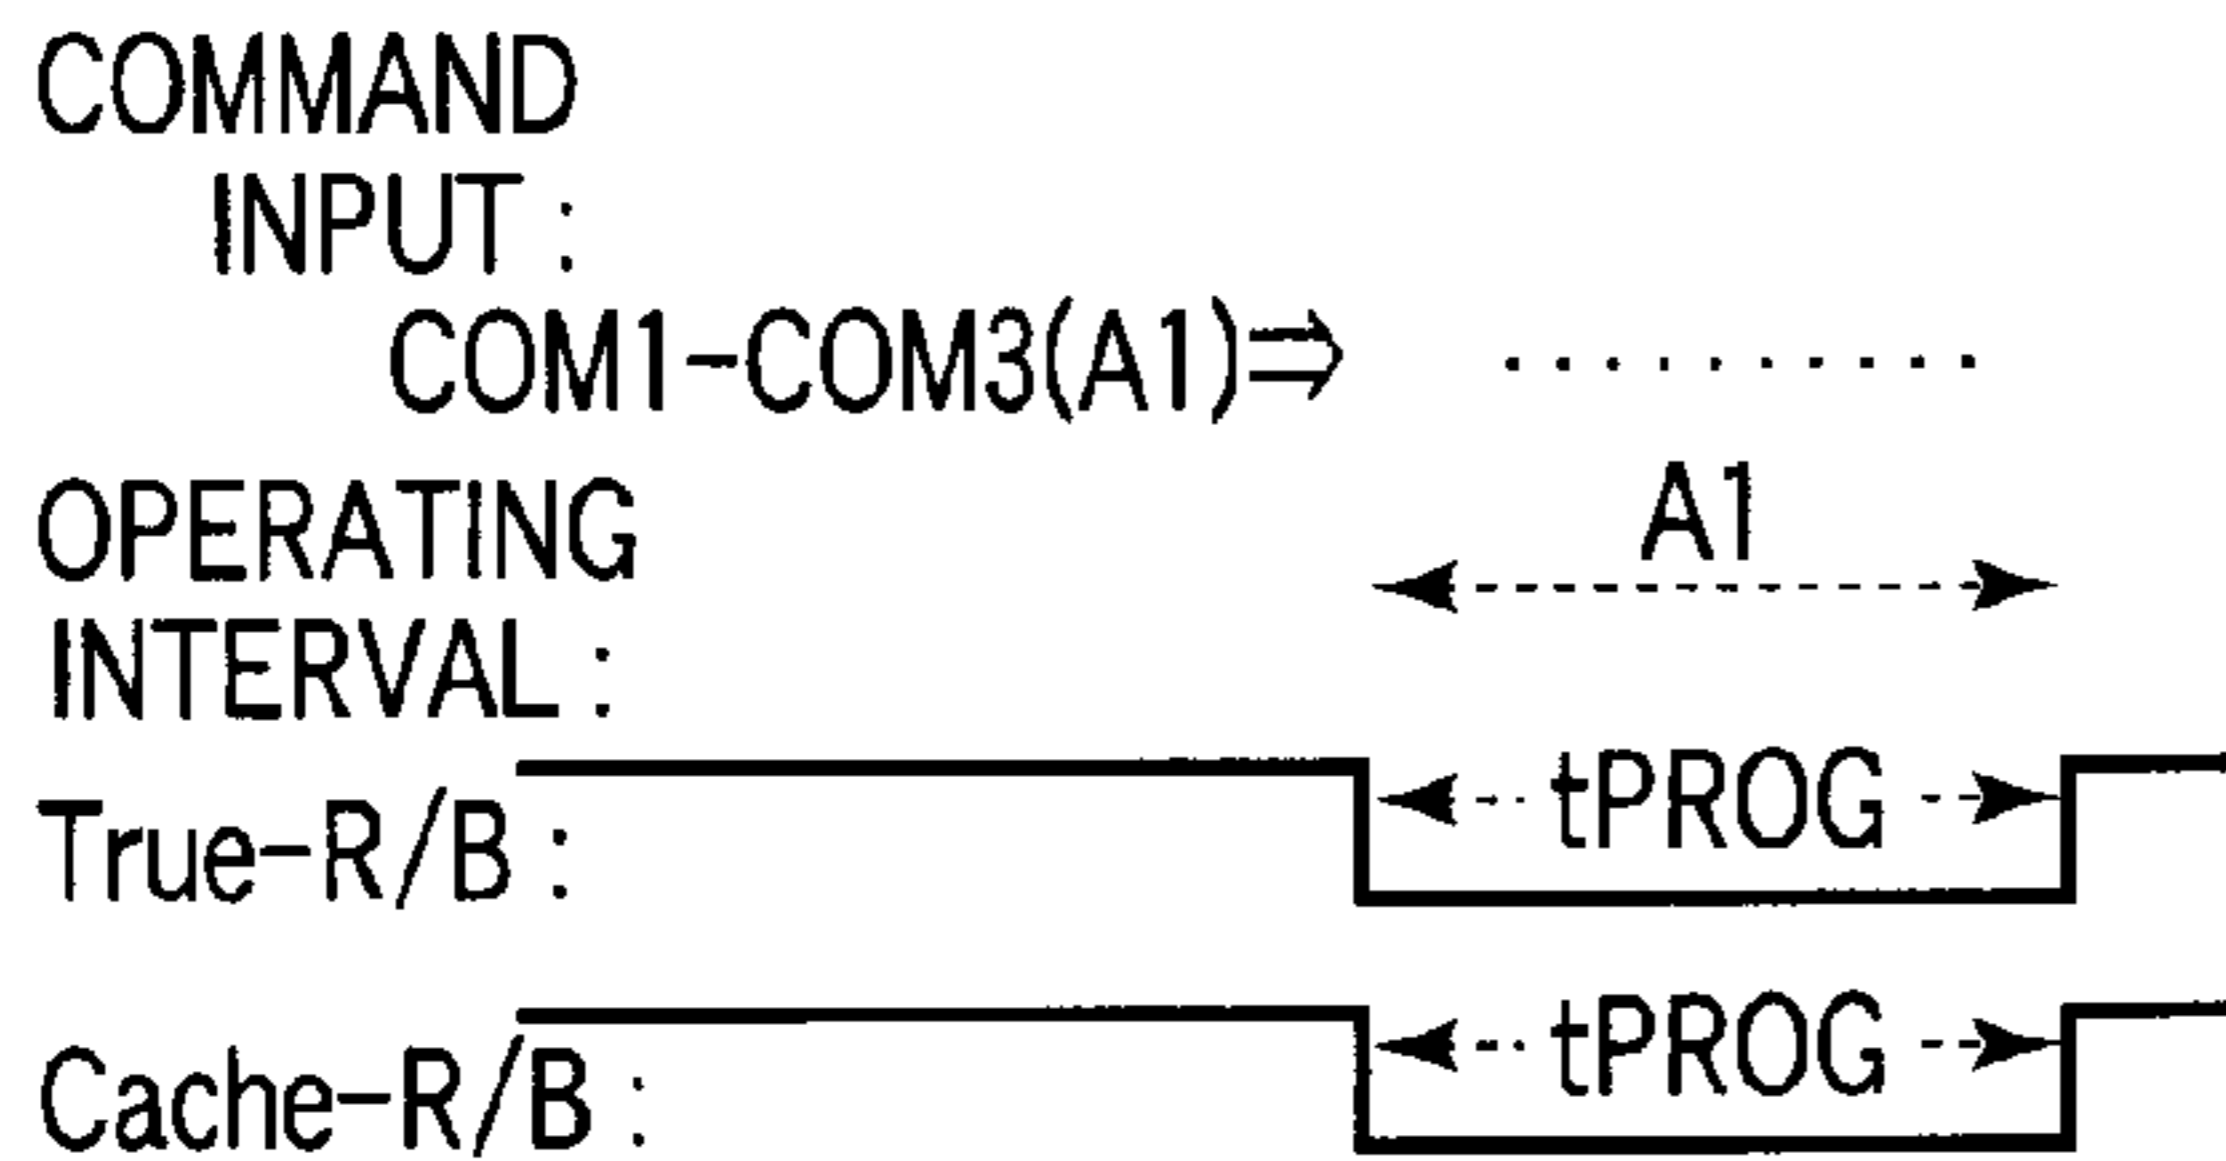 COMMAND
INPUT :
COM1-COM3(A1)⇒ ..........
A1
OPERATING
INTERVAL :
True-R/B : tPROG
Cache-R/B : tPROG